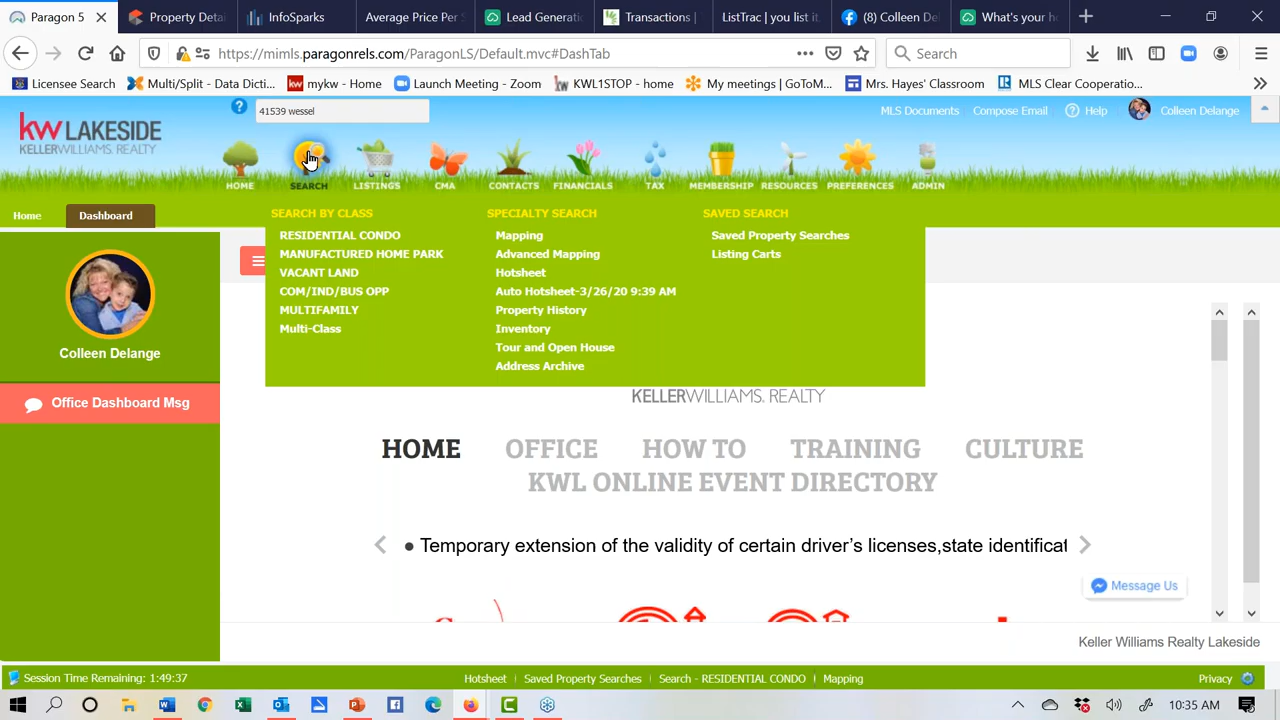 Paragon 5
Property Detai
InfoSparks
Average Price Per S
Lead Generatio
Transactions |
ListTrac | you list it.
(8) Colleen Del
What's your ho
https://mimls.paragonrels.com/ParagonLS/Default.mvc#DashTab
Search
Licensee Search
Multi/Split - Data Dicti...
mykw - Home
Launch Meeting - Zoom
KWL1STOP - home
My meetings | GoToM...
Mrs. Hayes' Classroom
MLS Clear Cooperatio...
kw LAKESIDE
KELLERWILLIAMS. REALTY
41539 wessel
MLS Documents
Compose Email
Help
Colleen Delange
HOME
SEARCH
LISTINGS
CMA
CONTACTS
FINANCIALS
TAX
MEMBERSHIP
RESOURCES
PREFERENCES
ADMIN
Home
Dashboard
SEARCH BY CLASS
RESIDENTIAL CONDO
MANUFACTURED HOME PARK
VACANT LAND
COM/IND/BUS OPP
MULTIFAMILY
Multi-Class
SPECIALTY SEARCH
Mapping
Advanced Mapping
Hotsheet
Auto Hotsheet-3/26/20 9:39 AM
Property History
Inventory
Tour and Open House
Address Archive
SAVED SEARCH
Saved Property Searches
Listing Carts
Colleen Delange
Office Dashboard Msg
KELLERWILLIAMS. REALTY
HOME OFFICE HOW TO TRAINING CULTURE
KWL ONLINE EVENT DIRECTORY
● Temporary extension of the validity of certain driver's licenses,state identificat
Message Us
Keller Williams Realty Lakeside
Session Time Remaining: 1:49:37
Hotsheet | Saved Property Searches | Search - RESIDENTIAL CONDO | Mapping
Privacy
10:35 AM